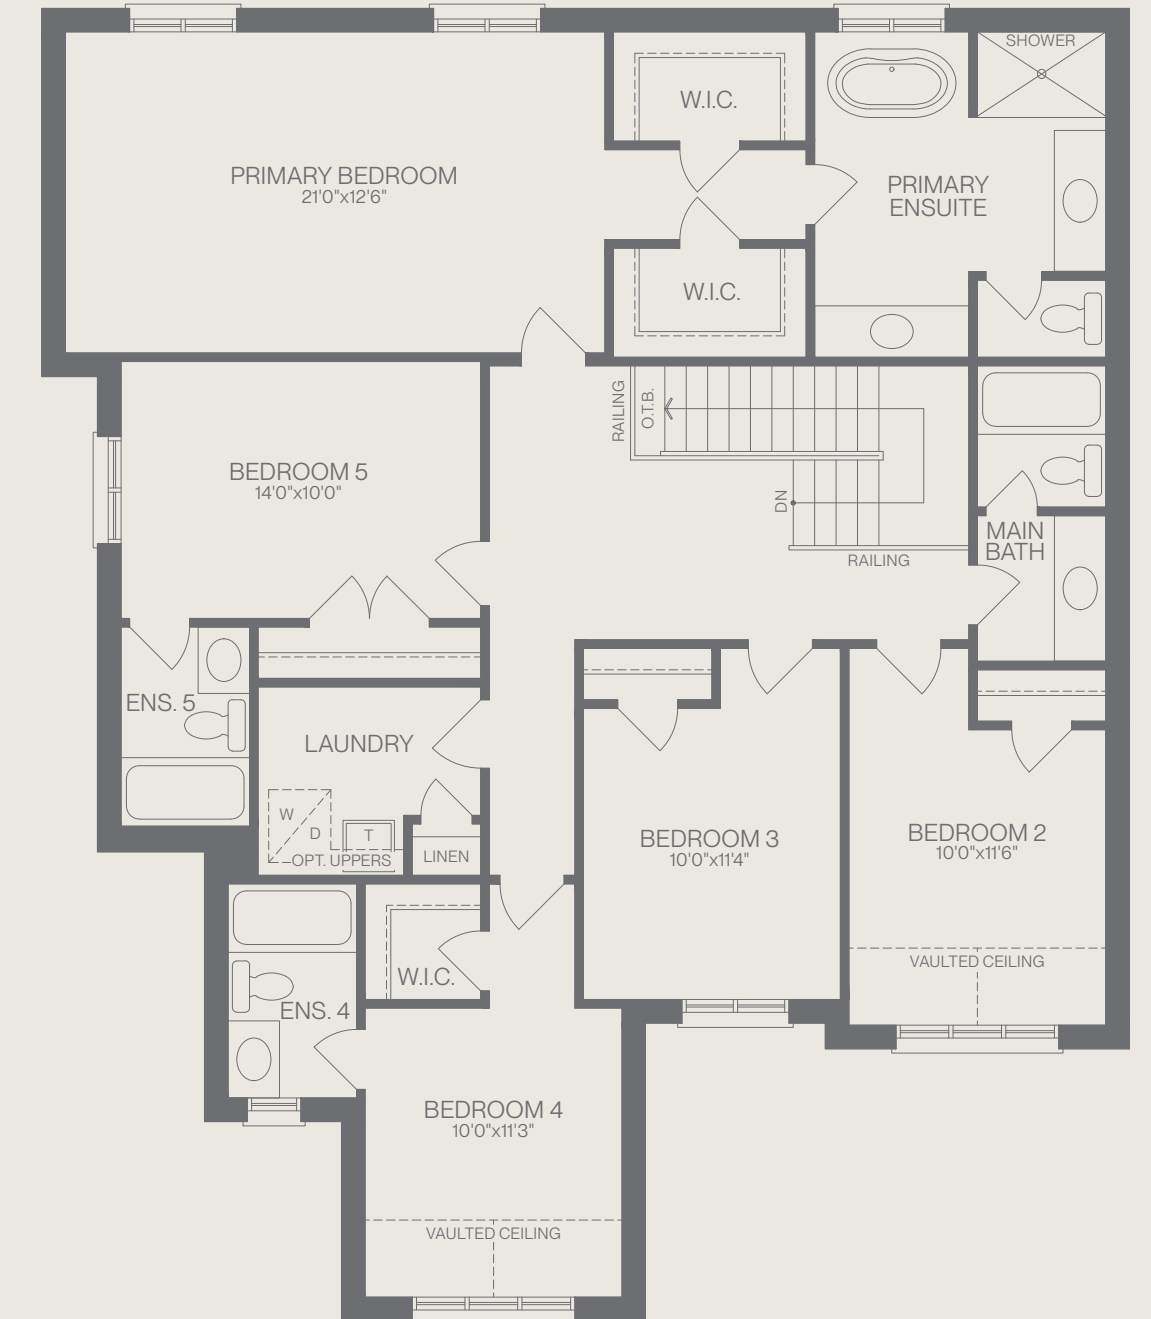 SHOWER
W.I.C.
PRIMARY BEDROOM
21'0"x12'6"
PRIMARY
ENSUITE
W.I.C.
RAILING
O.T.B.
BEDROOM 5
14'0"x10'0"
DN
MAIN
BATH
RAILING
ENS. 5
LAUNDRY
W
D
T
OPT. UPPERS
LINEN
BEDROOM 3
10'0"x11'4"
BEDROOM 2
10'0"x11'6"
VAULTED CEILING
W.I.C.
ENS. 4
BEDROOM 4
10'0"x11'3"
VAULTED CEILING